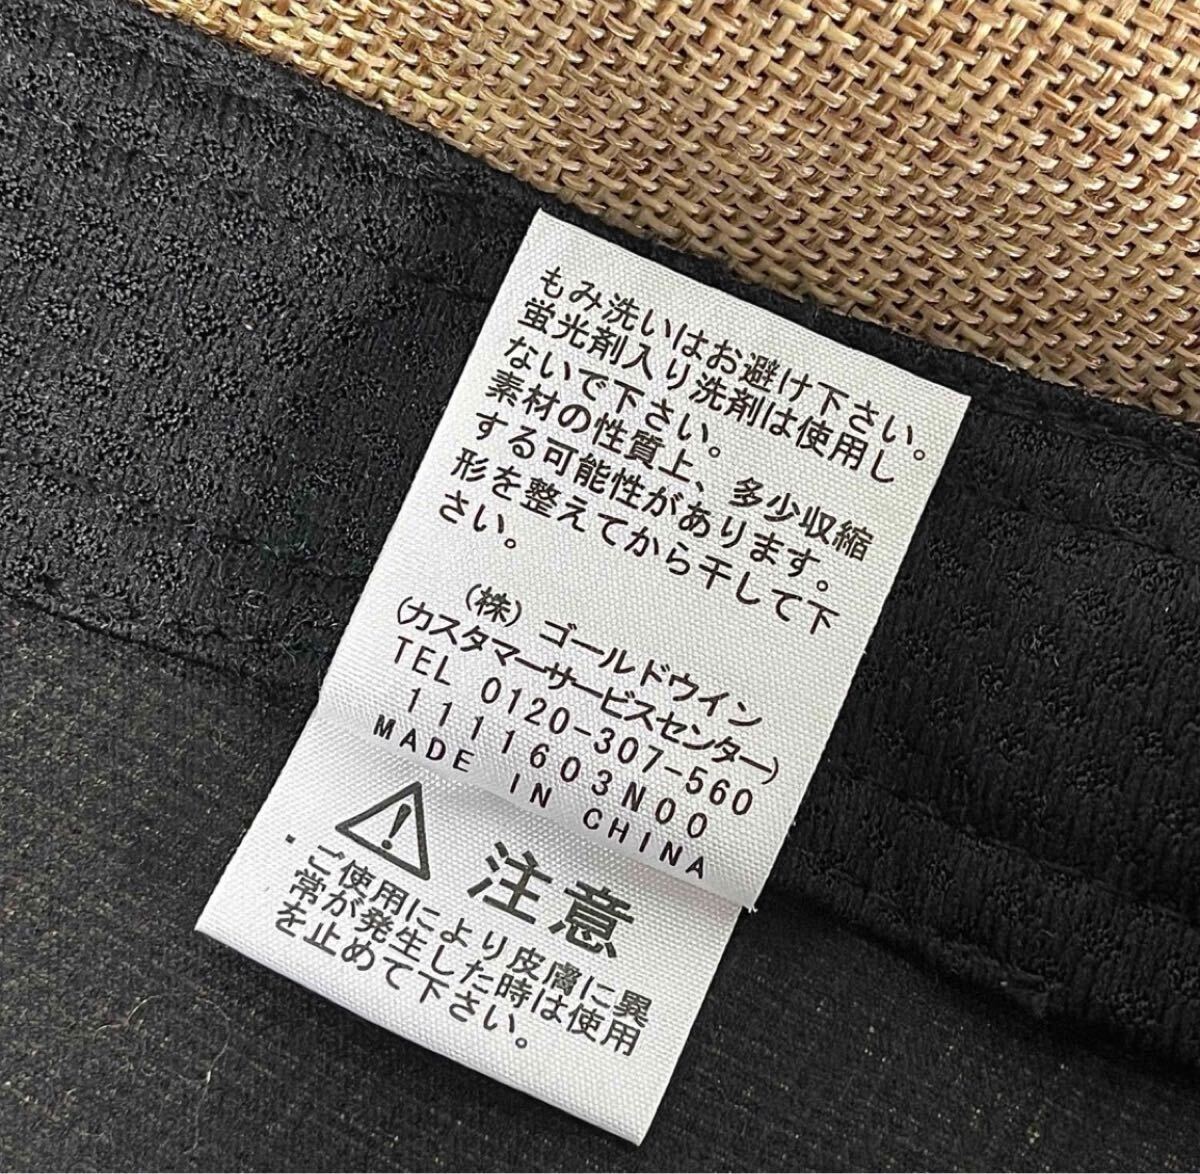 もみ洗いはお避け下さい。
蛍光剤入り洗剤は使用し
ないで下さい。
素材の性質上、多少収縮
する可能性があります。
形を整えてから干して下
さい。
(株)ゴールドウイン
(カスタマーサービスセンター)
TEL 0120-307-560
1111603N00
MADE IN CHINA
注意
・ご使用により皮膚に異
常が発生した時は使用
を止めて下さい。